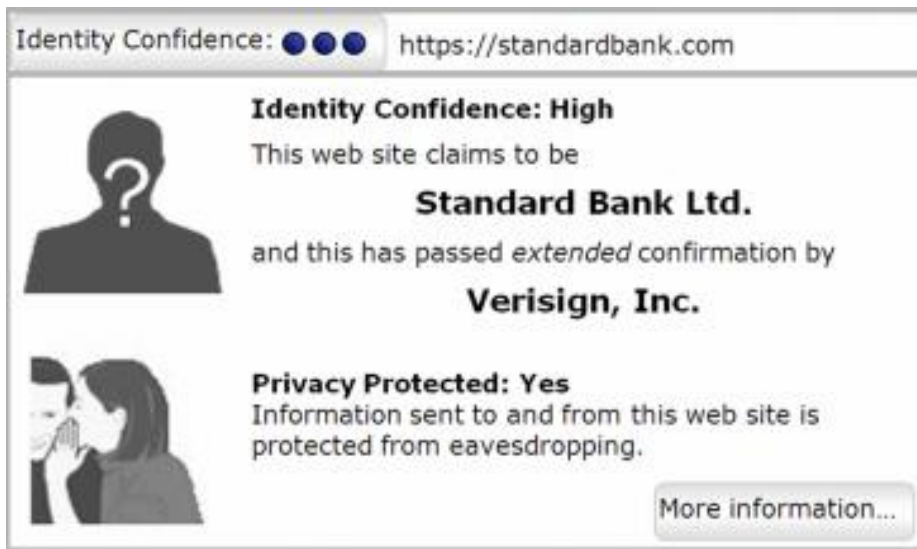 Identity Confidence: https://standardbank.com
Identity Confidence: High
This web site claims to be
Standard Bank Ltd.
and this has passed extended confirmation by
Verisign, Inc.
Privacy Protected: Yes
Information sent to and from this web site is
protected from eavesdropping.
More information...